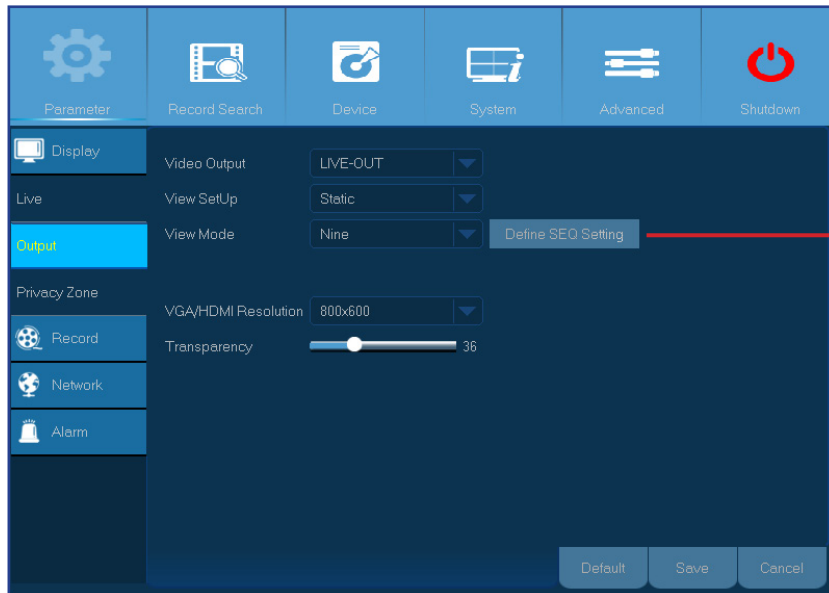 Parameter
Record Search
Device
System
Advanced
Shutdown
Display
Live
Output
Privacy Zone
Record
Network
Alarm
Video Output LIVE-OUT
View SetUp Static
View Mode Nine Define SEQ Setting
VGA/HDMI Resolution 800x600
Transparency 36
Default Save Cancel